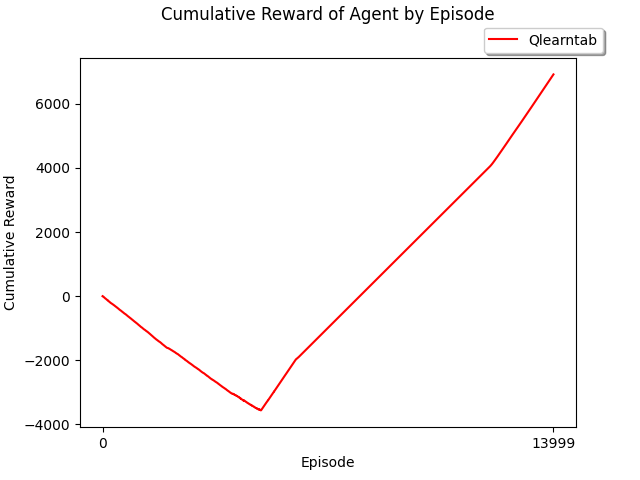 Cumulative Reward of Agent by Episode
Qlearntab
6000
4000
2000
0
−2000
−4000
Cumulative Reward
0
13999
Episode